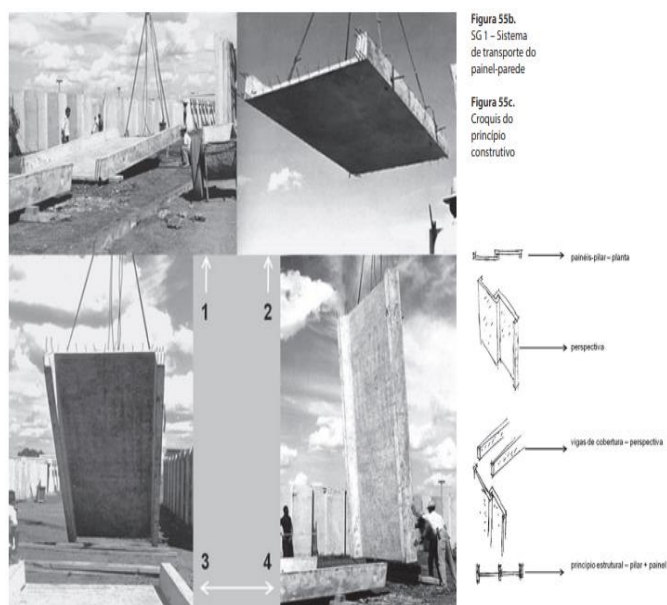 Figura 55b.
SG 1 – Sistema
de transporte do
painel-parede
Figura 55c.
Croquis do
princípio
construtivo
1
2
3
4
painéis-pilar – planta
perspectiva
vigas de cobertura – perspectiva
princípio estrutural – pilar + painel